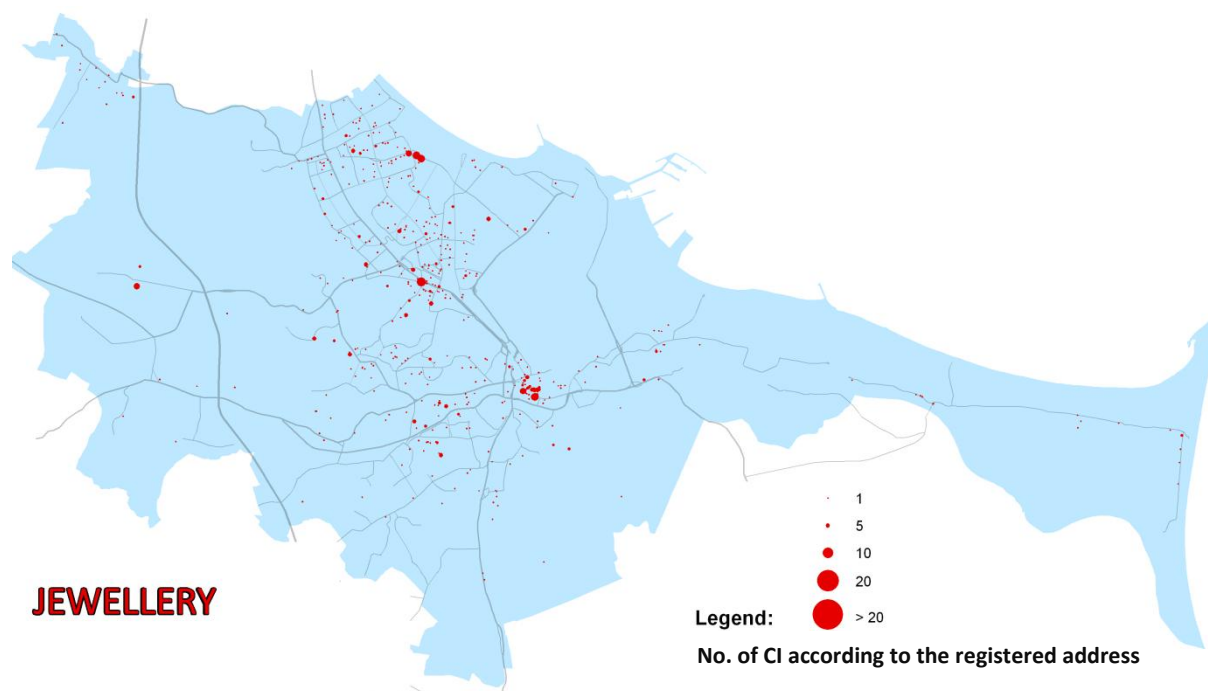 1
5
10
20
JEWELLERY
Legend: > 20
No. of CI according to the registered address